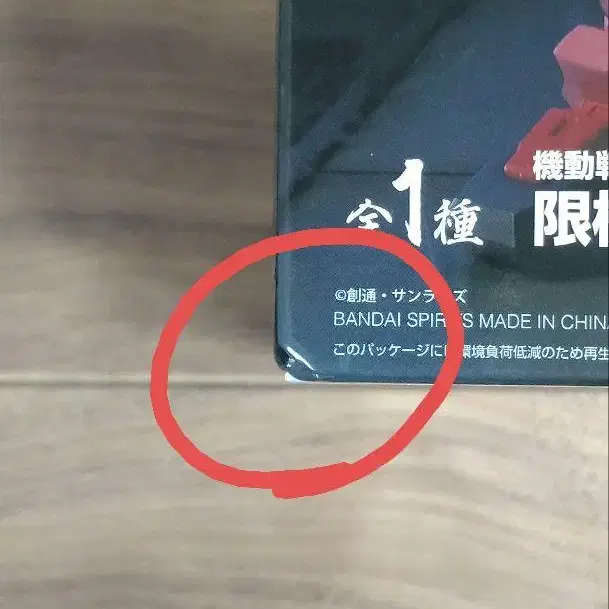 機動戦
全1種
限
©創通・サンライズ
BANDAI SPIRITS MADE IN CHINA
このパッケージには環境負荷低減のため再生